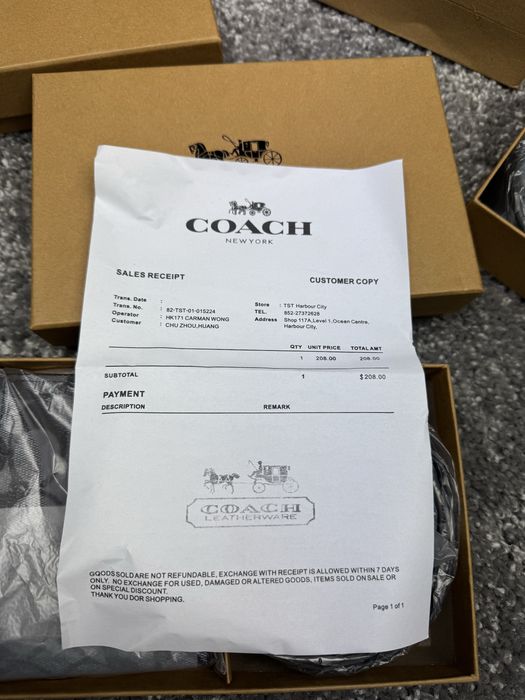 COACH
NEW YORK
SALES RECEIPT
CUSTOMER COPY
Trans. Date :
Trans. No. : 82-TST-01-015224
Operator : HK171 CARMAN WONG
Customer : CHU ZHOU,HUANG
Store : TST Harbour City
TEL. 852-27372628
Address Shop 117A,Level 1,Ocean Centre,
Harbour City,
QTY UNIT PRICE TOTAL AMT
1 208.00 208.00
SUBTOTAL 1 $208.00
PAYMENT
DESCRIPTION REMARK
COACH
LEATHERWARE
GOODSSOLDARE NOT REFUNDABLE, EXCHANGE WITH RECEIPT IS ALLOWED WITHIN 7 DAYS
ONLY. NO EXCHANGE FOR USED, DAMAGED OR ALTERED GOODS, ITEMS SOLD ON SALE OR
ON SPECIAL DISCOUNT.
THANK YOU DOR SHOPPING.
Page 1 of 1